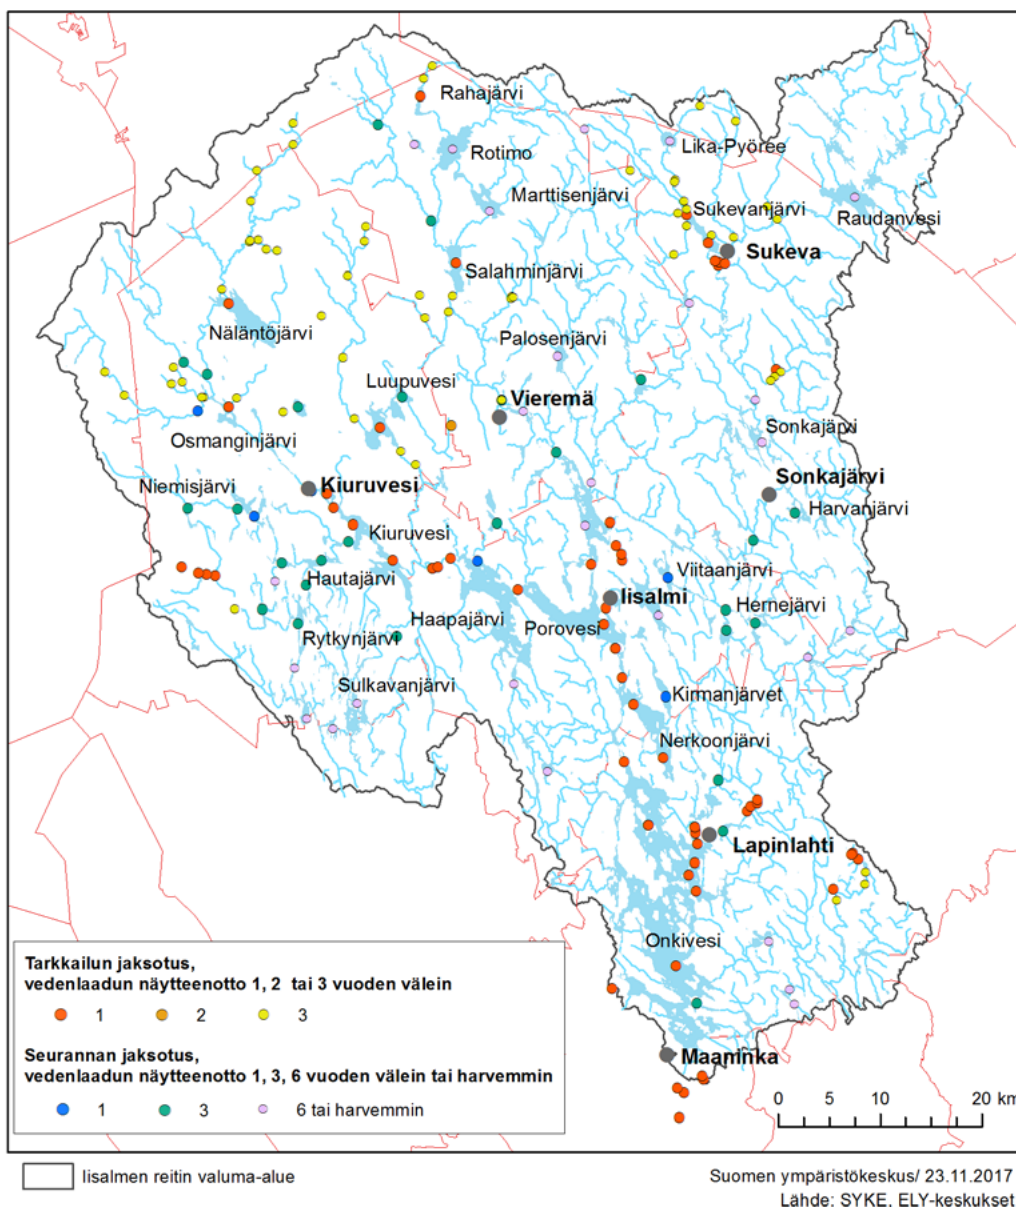 Rahajärvi
Rotimo
Lika-Pyöree
Marttisenjärvi
Sukevanjärvi
Raudanvesi
Sukeva
Salahminjärvi
Näläntöjärvi
Palosenjärvi
Luupuvesi
Vieremä
Osmanginjärvi
Sonkajärvi
Niemisjärvi
Kiuruvesi
Sonkajärvi
Harvanjärvi
Kiuruvesi
Hautajärvi
Viitaanjärvi
Iisalmi
Hernejärvi
Haapajärvi
Porovesi
Rytkynjärvi
Sulkavanjärvi
Kirmanjärvet
Nerkoonjärvi
Lapinlahti
Onkivesi
Maaninka
Tarkkailun jaksotus,
vedenlaadun näytteenotto 1, 2 tai 3 vuoden välein
1 2 3
Seurannan jaksotus,
vedenlaadun näytteenotto 1, 3, 6 vuoden välein tai harvemmin
1 3 6 tai harvemmin
0 5 10 20 km
Iisalmen reitin valuma-alue
Suomen ympäristökeskus/ 23.11.2017
Lähde: SYKE, ELY-keskukset